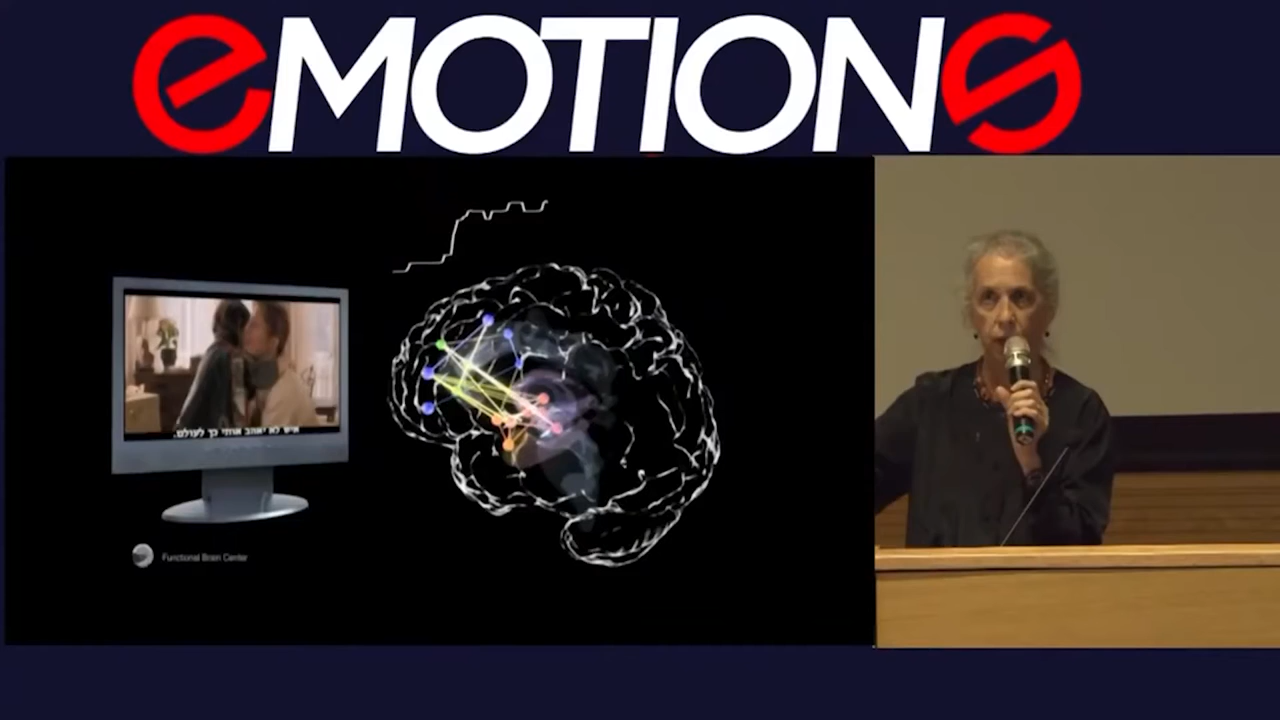 eMOTIONS
איש לא יאהב אותי כך לעולם.
Functional Brain Center